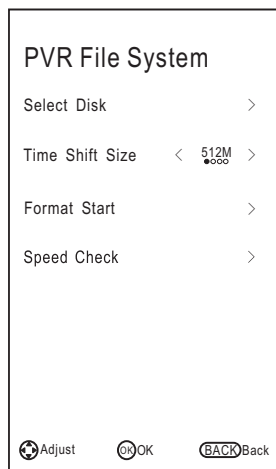 PVR File System
Select Disk >
Time Shift Size < 512M >
Format Start >
Speed Check >
Adjust OK OK BACK Back